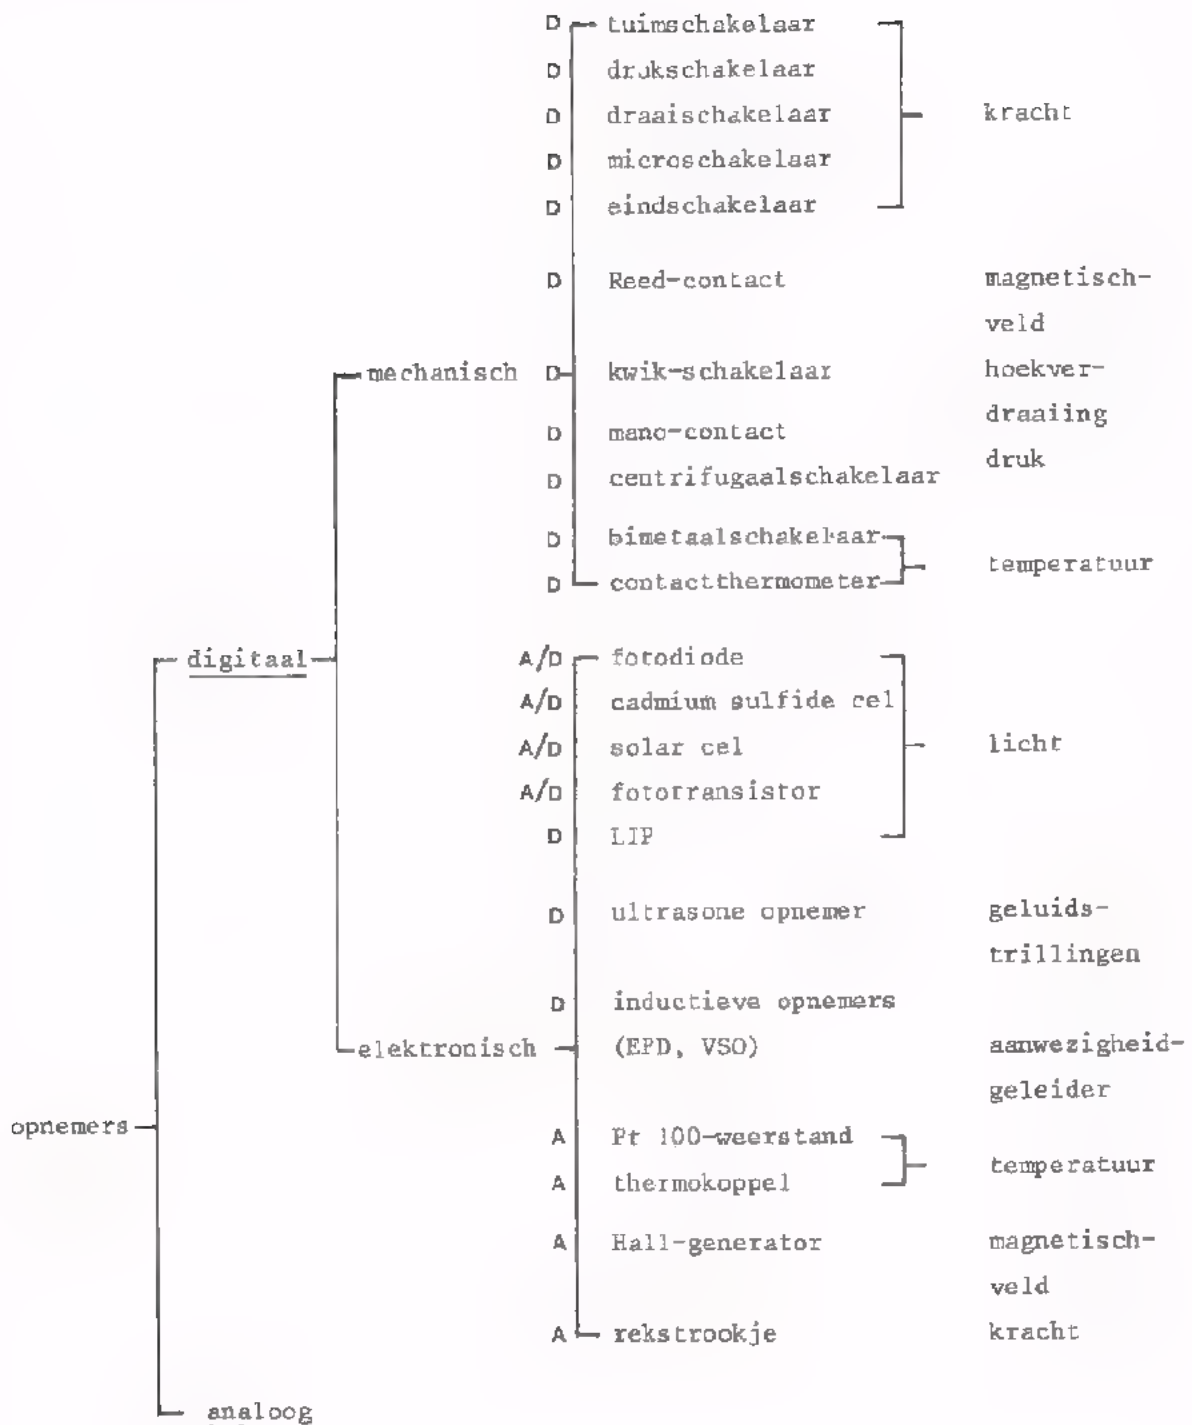 D tuimschakelaar
D drukschakelaar
D draaischakelaar kracht
D microschakelaar
D eindschakelaar
D Reed-contact magnetisch-
veld
mechanisch D kwik-schakelaar hoekver-
draaiing
D mano-contact
druk
D centrifugaalschakelaar
D bimetaalschakelaar
temperatuur
D contactthermometer
digitaal A/D fotodiode
A/D cadmium sulfide cel
A/D solar cel licht
A/D fototransistor
D LIP
D ultrasone opnemer geluids-
trillingen
D inductieve opnemers
elektronisch (EPD, VSO) aanwezigheid-
geleider
opnemers
A Pt 100-weerstand
temperatuur
A thermokoppel
A Hall-generator magnetisch-
veld
A rekstrookje kracht
analoog